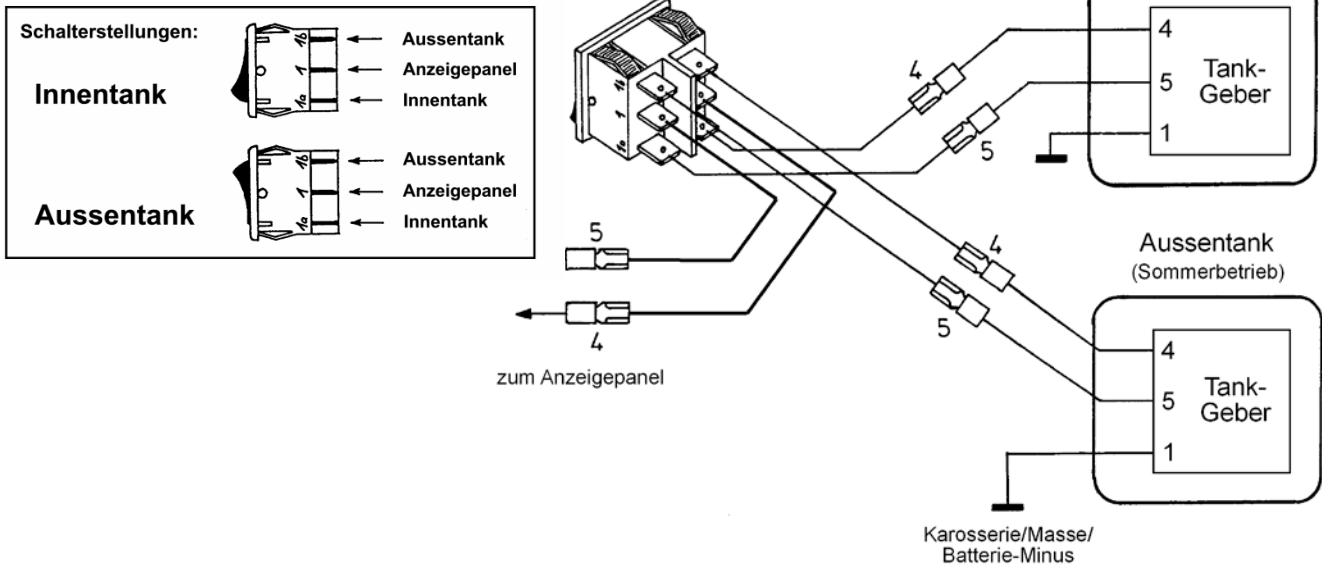 Schalterstellungen:
Innentank
1b
1
1a
Aussentank
Anzeigepanel
Innentank
Aussentank
1b
1
1a
Aussentank
Anzeigepanel
Innentank
1b
1
1a
4
5
4
5
1
Tank-
Geber
5
4
zum Anzeigepanel
4
5
Aussentank
(Sommerbetrieb)
4
5
1
Tank-
Geber
Karosserie/Masse/
Batterie-Minus